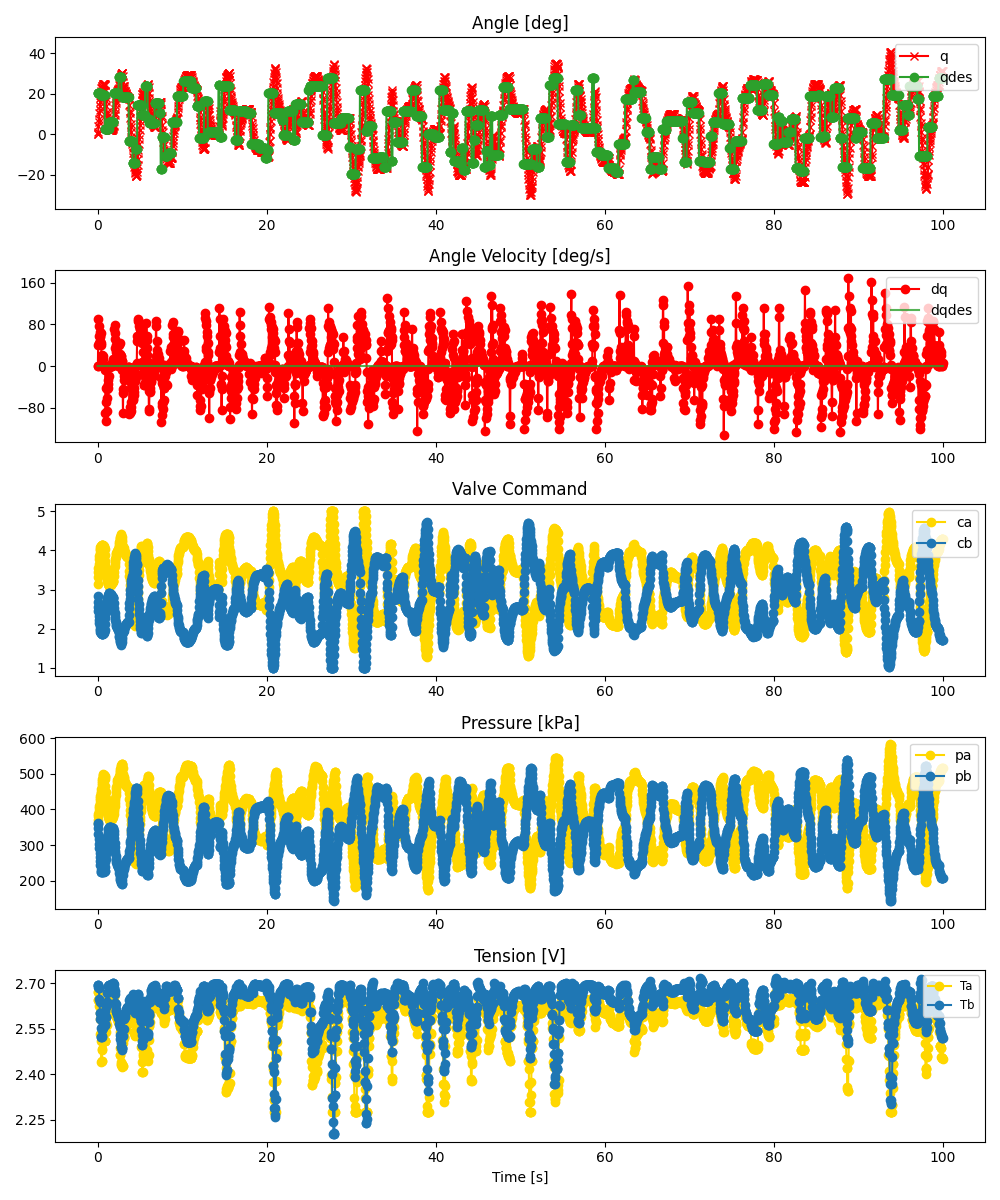 Angle [deg]
40
20
0
−20
q
qdes
0 20 40 60 80 100
Angle Velocity [deg/s]
160
80
0
−80
dq
dqdes
0 20 40 60 80 100
Valve Command
5
4
3
2
1
ca
cb
0 20 40 60 80 100
Pressure [kPa]
600
500
400
300
200
pa
pb
0 20 40 60 80 100
Tension [V]
2.70
2.55
2.40
2.25
Ta
Tb
0 20 40 60 80 100
Time [s]